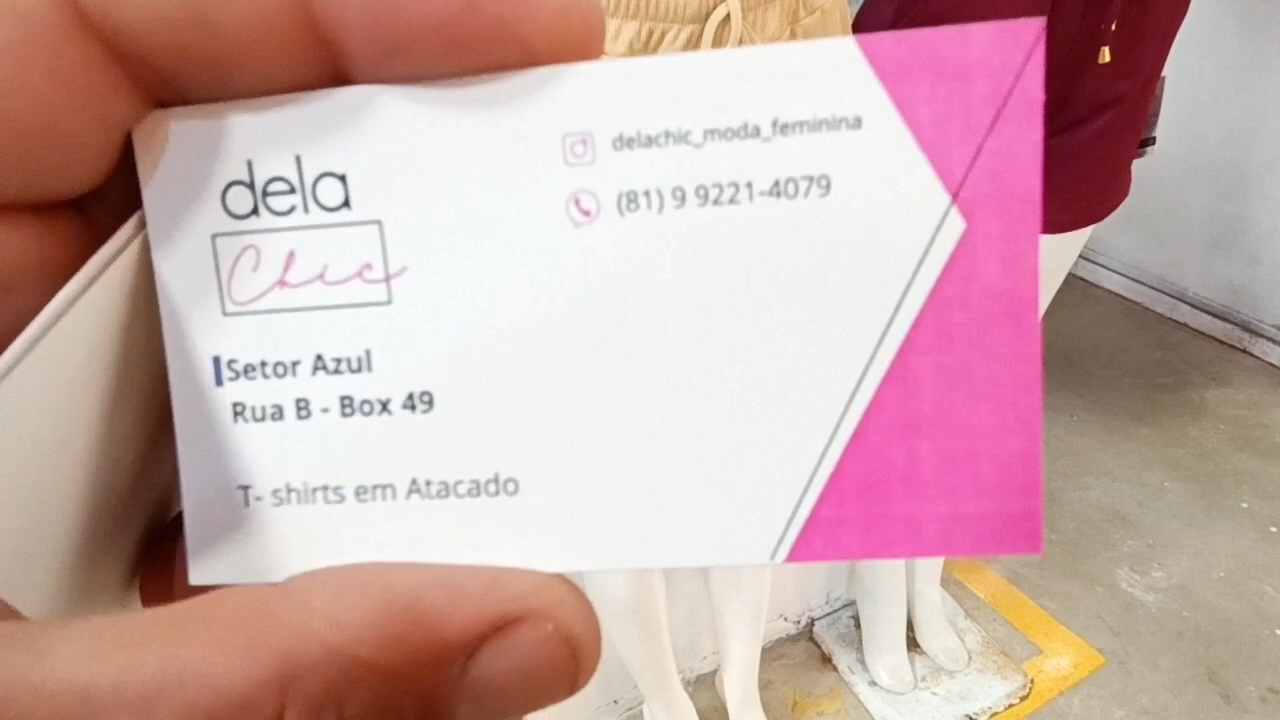 dela
Chic
delachic_moda_feminina
(81) 9 9221-4079
Setor Azul
Rua B - Box 49
T- shirts em Atacado